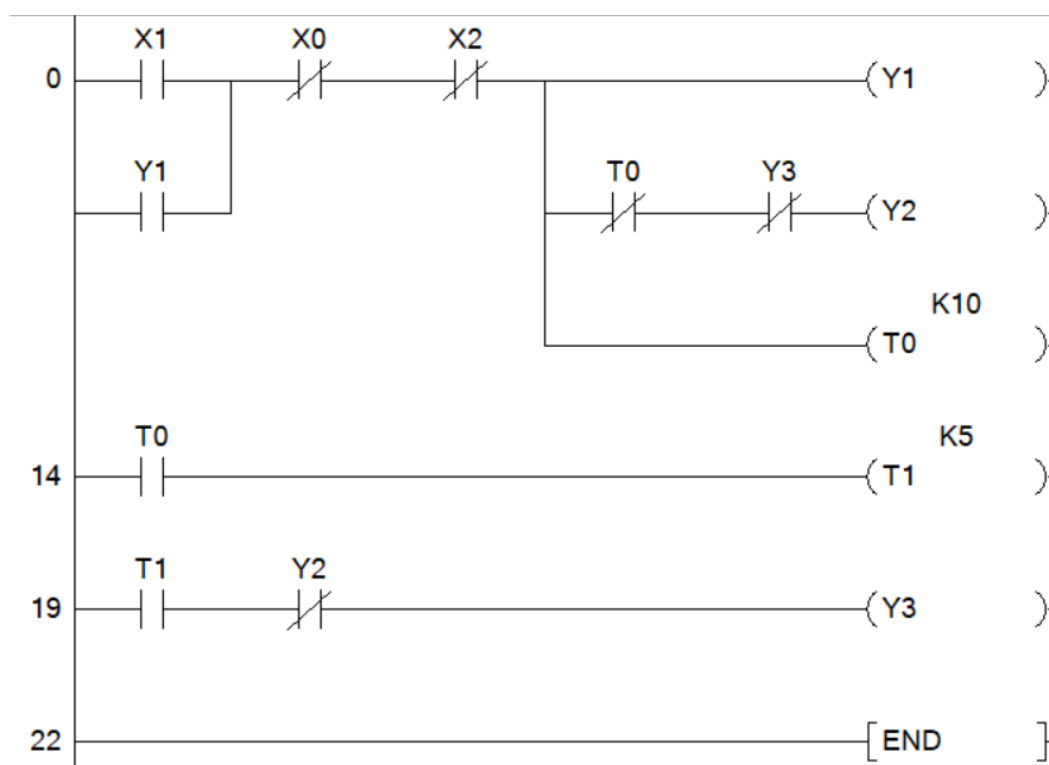 X1 X0 X2
0 Y1
Y1 T0 Y3
Y2
K10
T0
T0 K5
14 T1
T1 Y2
19 Y3
22 END